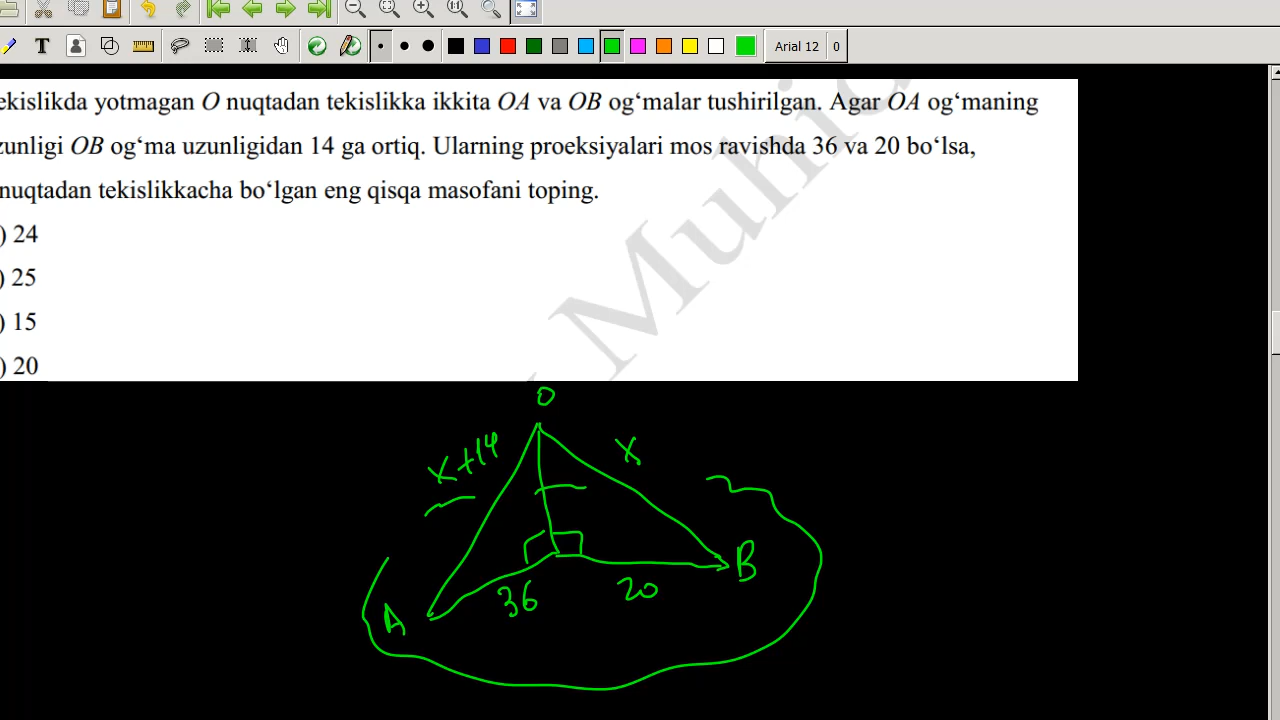 Arial 12 0
ekislikda yotmagan O nuqtadan tekislikka ikkita OA va OB og‘malar tushirilgan. Agar OA og‘maning
zunligi OB og‘ma uzunligidan 14 ga ortiq. Ularning proeksiyalari mos ravishda 36 va 20 bo‘lsa,
nuqtadan tekislikkacha bo‘lgan eng qisqa masofani toping.
) 24
) 25
) 15
) 20
Muhid
O
x+14
x
B
36
20
A